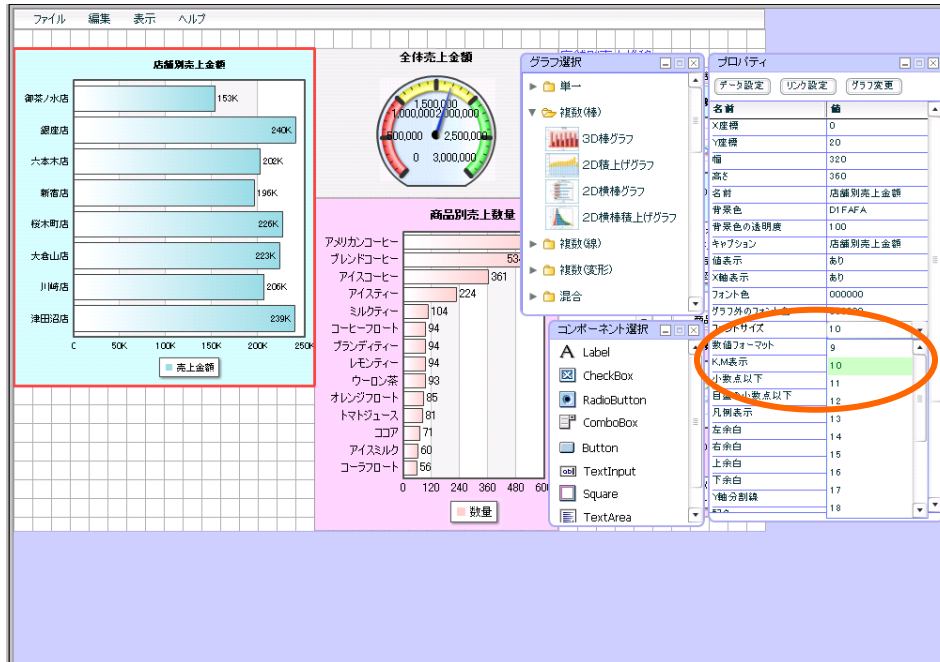 ファイル 編集 表示 ヘルプ
店舗別売上金額
御茶ノ水店 153K
銀座店 240K
六本木店 202K
新宿店 196K
桜木町店 226K
大倉山店 223K
川崎店 206K
津田沼店 239K
0 50K 100K 150K 200K 250K
売上金額
全体売上金額
0 500,000 1,000,000 1,500,000 2,000,000 2,500,000 3,000,000
商品別売上数量
アメリカンコーヒー
ブレンドコーヒー
アイスコーヒー 361
アイスティー 224
ミルクティー 104
コーヒーフロート 94
ブランディティー 94
レモンティー 94
ウーロン茶 93
オレンジフロート 85
トマトジュース 81
ココア 71
アイスミルク 60
コーラフロート 56
0 120 240 360 480
数量
グラフ選択
単一
複数(棒)
3D棒グラフ
2D積上げグラフ
2D横棒グラフ
2D横棒積上げグラフ
複数(線)
複数(変形)
混合
コンポーネント選択
Label
CheckBox
RadioButton
ComboBox
Button
TextInput
Square
TextArea
プロパティ
データ設定 リンク設定 グラフ変更
名前 値
X座標 0
Y座標 20
幅 320
高さ 360
名前 店舗別売上金額
背景色 D1FAFA
背景色の透明度 100
キャプション 店舗別売上金額
値表示 あり
X軸表示 あり
フォント色 000000
グラフ外のフォント色
フォントサイズ 10
数値フォーマット 9
K,M表示 10
小数点以下 11
目盛の小数点以下 12
凡例表示 13
左余白 14
右余白 15
上余白 16
下余白 17
Y軸分割線 18